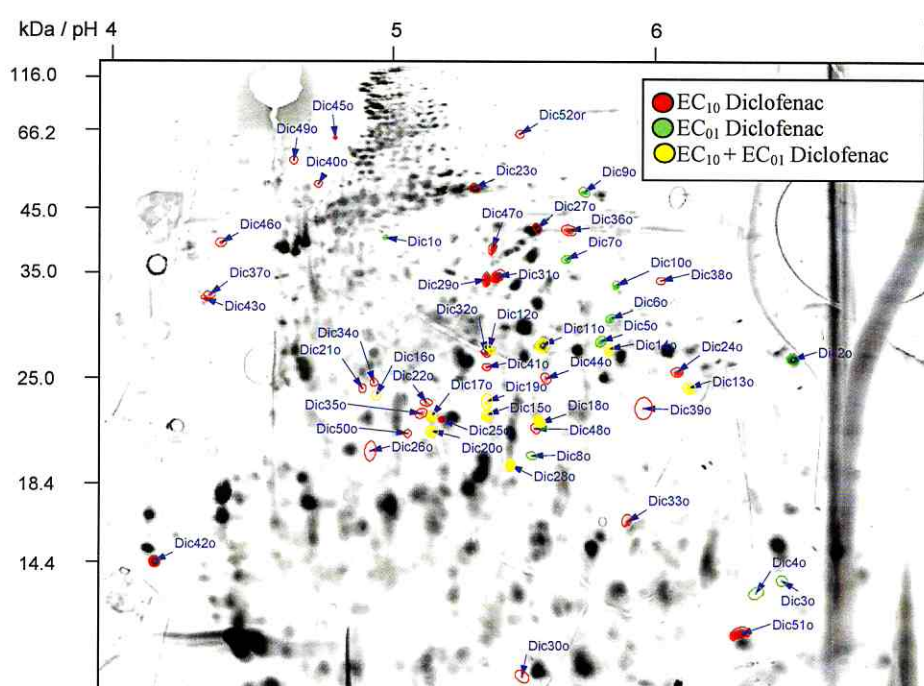 kDa / pH 4 5 6
116.0
66.2
45.0
35.0
25.0
18.4
14.4
EC10 Diclofenac
EC01 Diclofenac
EC10 + EC01 Diclofenac
Dic45o
Dic49o
Dic40o
Dic52or
Dic23o
Dic9o
Dic46o
Dic1o
Dic47o
Dic27o
Dic36o
Dic7o
Dic37o
Dic43o
Dic29o
Dic31o
Dic10o
Dic38o
Dic32o
Dic12o
Dic6o
Dic34o
Dic11o
Dic5o
Dic21o
Dic16o
Dic14o
Dic24o
Dic2o
Dic41o
Dic44o
Dic22o
Dic17o
Dic19o
Dic13o
Dic35o
Dic15o
Dic18o
Dic39o
Dic50o
Dic25o
Dic48o
Dic26o
Dic20o
Dic8o
Dic28o
Dic33o
Dic42o
Dic4o
Dic3o
Dic51o
Dic30o